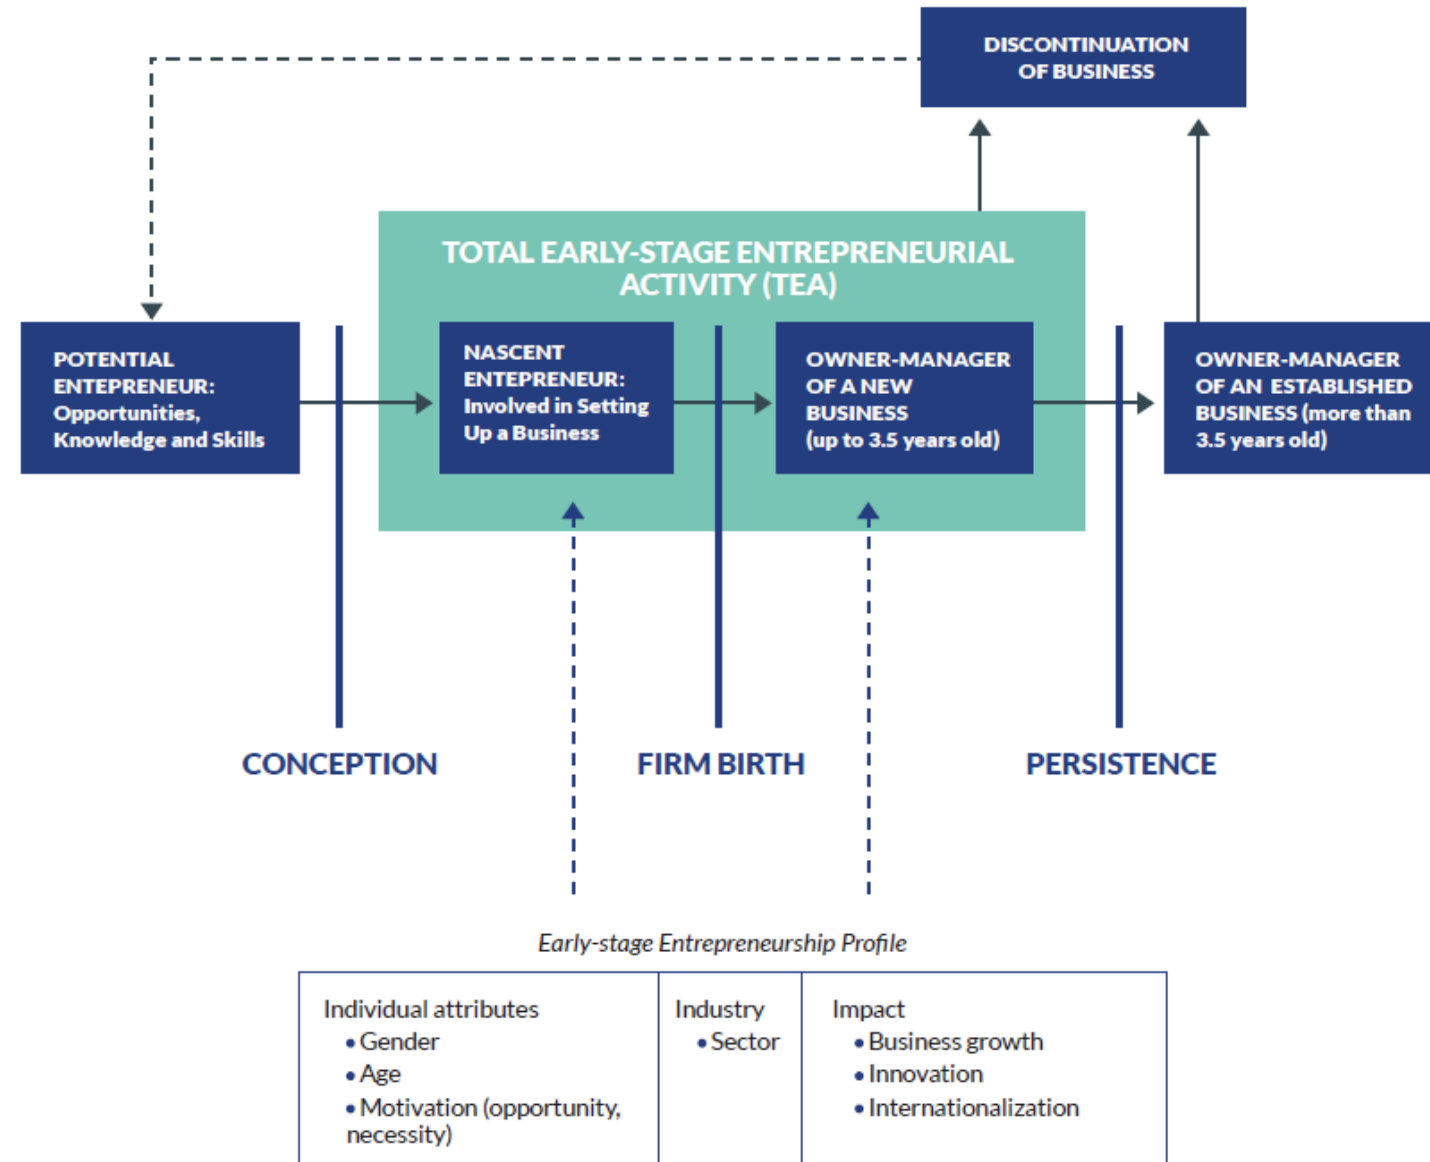 DISCONTINUATION
OF BUSINESS
TOTAL EARLY-STAGE ENTREPRENEURIAL
ACTIVITY (TEA)
POTENTIAL
ENTEPRENEUR:
Opportunities,
Knowledge and Skills
NASCENT
ENTEPRENEUR:
Involved in Setting
Up a Business
OWNER-MANAGER
OF A NEW
BUSINESS
(up to 3.5 years old)
OWNER-MANAGER
OF AN ESTABLISHED
BUSINESS (more than
3.5 years old)
CONCEPTION
FIRM BIRTH
PERSISTENCE
Early-stage Entrepreneurship Profile
Individual attributes
• Gender
• Age
• Motivation (opportunity,
necessity)
Industry
• Sector
Impact
• Business growth
• Innovation
• Internationalization